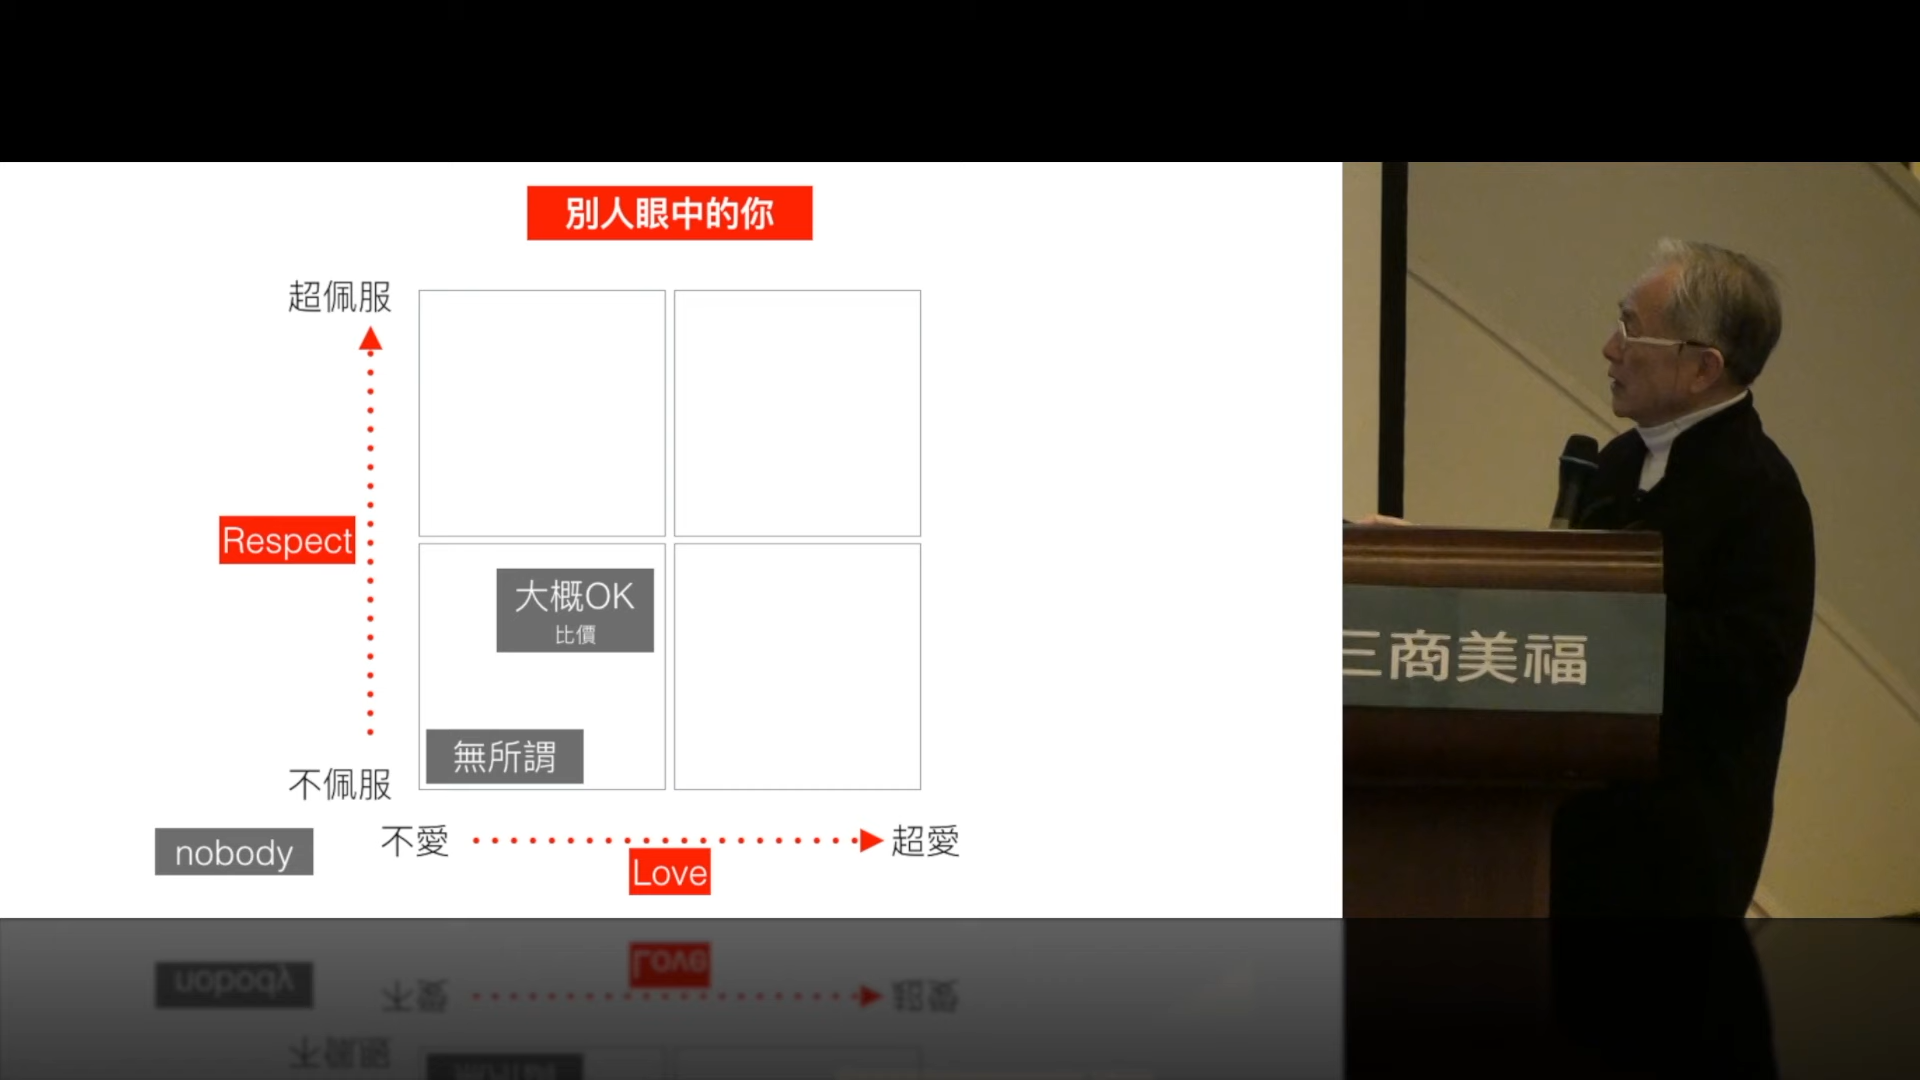 別人眼中的你
超佩服
Respect
大概OK
比價
無所謂
不佩服
nobody
不愛
超愛
Love
三商美福